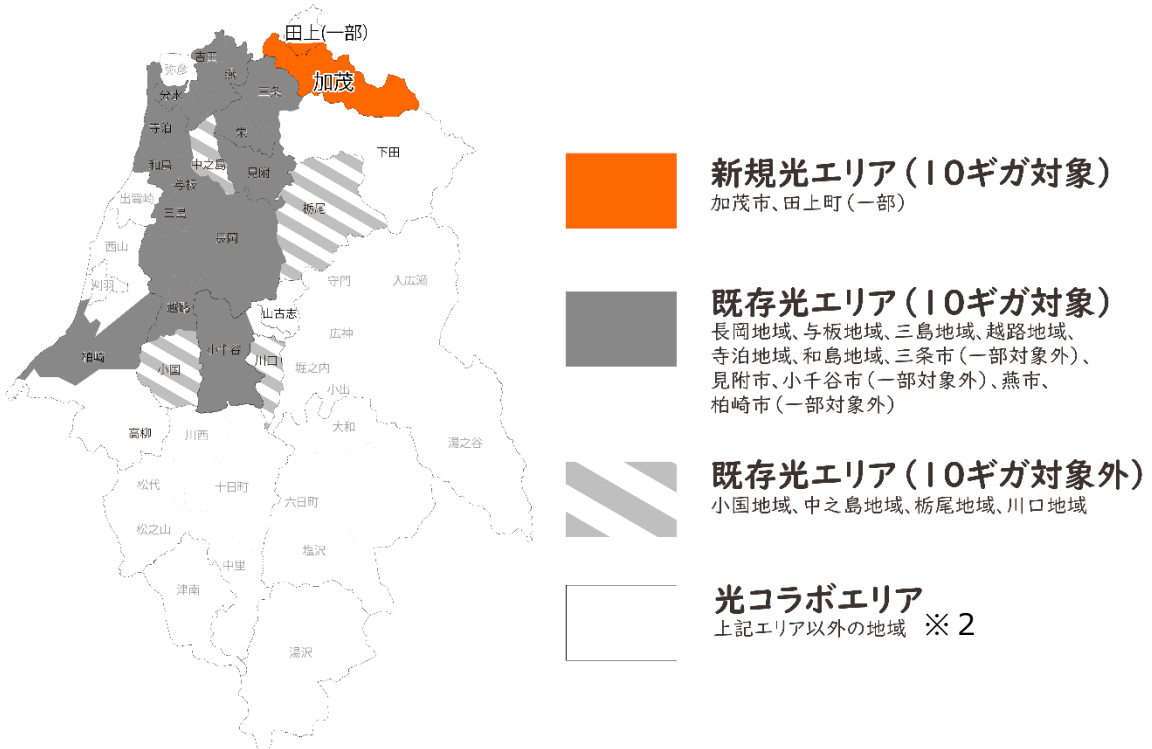 田上(一部)
加茂
弥彦
吉田
燕
分水
三条
寺泊
栄
下田
和島
中之島
見附
与板
出雲崎
三島
栃尾
長岡
西山
刈羽
守門
入広瀬
越路
山古志
広神
柏崎
小千谷
川口
小国
堀之内
小出
高柳
川西
大和
湯之谷
松代
十日町
六日町
松之山
塩沢
中里
津南
湯沢
新規光エリア(10ギガ対象)
加茂市、田上町(一部)
既存光エリア(10ギガ対象)
長岡地域、与板地域、三島地域、越路地域、
寺泊地域、和島地域、三条市(一部対象外)、
見附市、小千谷市(一部対象外)、燕市、
柏崎市(一部対象外)
既存光エリア(10ギガ対象外)
小国地域、中之島地域、栃尾地域、川口地域
光コラボエリア
上記エリア以外の地域 ※2